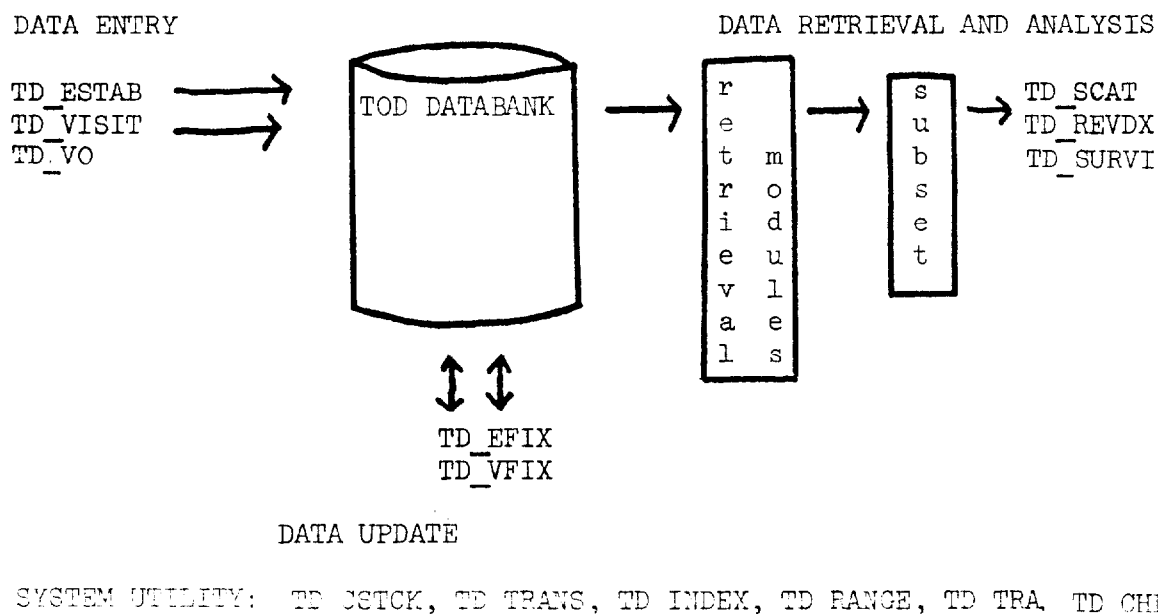 DATA ENTRY
DATA RETRIEVAL AND ANALYSIS
TD_ESTAB
TD_VISIT
TD_VO
TOD DATABANK
retrieval
modules
subset
TD_SCAT
TD_REVDX
TD_SURVI
TD_EFIX
TD_VFIX
DATA UPDATE
SYSTEM UTILITY: TD TRANS, TD INDEX, TD RANGE, TD TRA